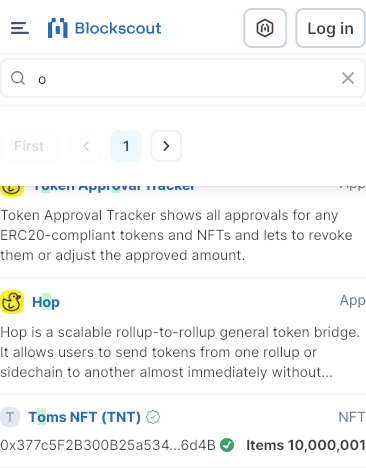 Blockscout
Log in
o
First
1
Token Approval Tracker
App
Token Approval Tracker shows all approvals for any
ERC20-compliant tokens and NFTs and lets to revoke
them or adjust the approved amount.
Hop
App
Hop is a scalable rollup-to-rollup general token bridge.
It allows users to send tokens from one rollup or
sidechain to another almost immediately without...
T Toms NFT (TNT)
NFT
0x377c5F2B300B25a534...6d4B Items 10,000,001